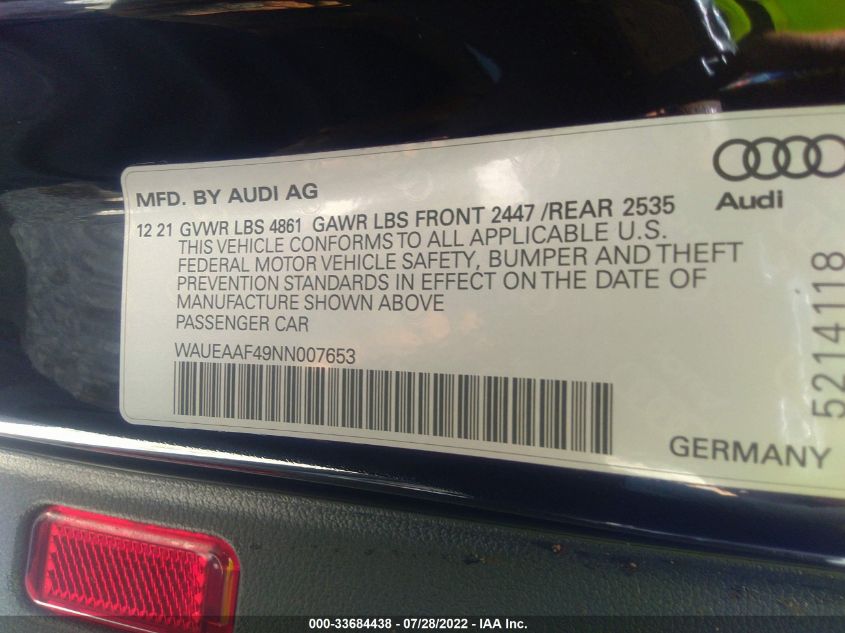 MFD. BY AUDI AG
Audi
12 21 GVWR LBS 4861 GAWR LBS FRONT 2447 /REAR 2535
THIS VEHICLE CONFORMS TO ALL APPLICABLE U.S.
FEDERAL MOTOR VEHICLE SAFETY, BUMPER AND THEFT
PREVENTION STANDARDS IN EFFECT ON THE DATE OF
MANUFACTURE SHOWN ABOVE
PASSENGER CAR
WAUEAAF49NN007653
5214118
GERMANY
000-33684438 - 07/28/2022 - IAA Inc.